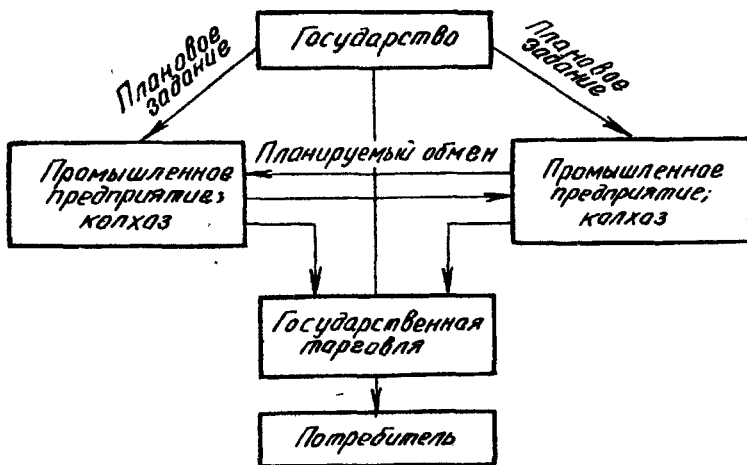 Государство
Плановое
задание
Плановое
задание
Промышленное
предприятие;
колхоз
Планируемый обмен
Промышленное
предприятие;
колхоз
Государственная
торговля
Потребитель